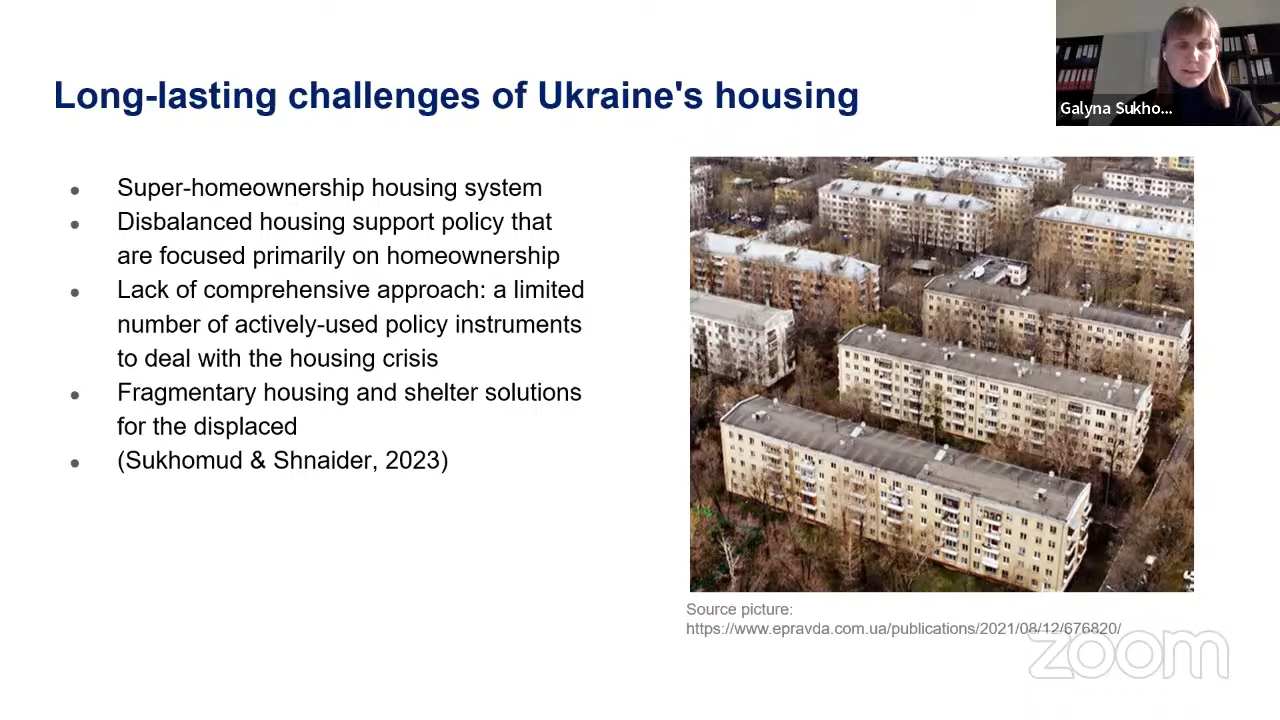 Long-lasting challenges of Ukraine's housing
Galyna Sukho...
Super-homeownership housing system
Disbalanced housing support policy that
are focused primarily on homeownership
Lack of comprehensive approach: a limited
number of actively-used policy instruments
to deal with the housing crisis
Fragmentary housing and shelter solutions
for the displaced
(Sukhomud & Shnaider, 2023)
Source picture:
https://www.epravda.com.ua/publications/2021/08/12/676820/
zoom